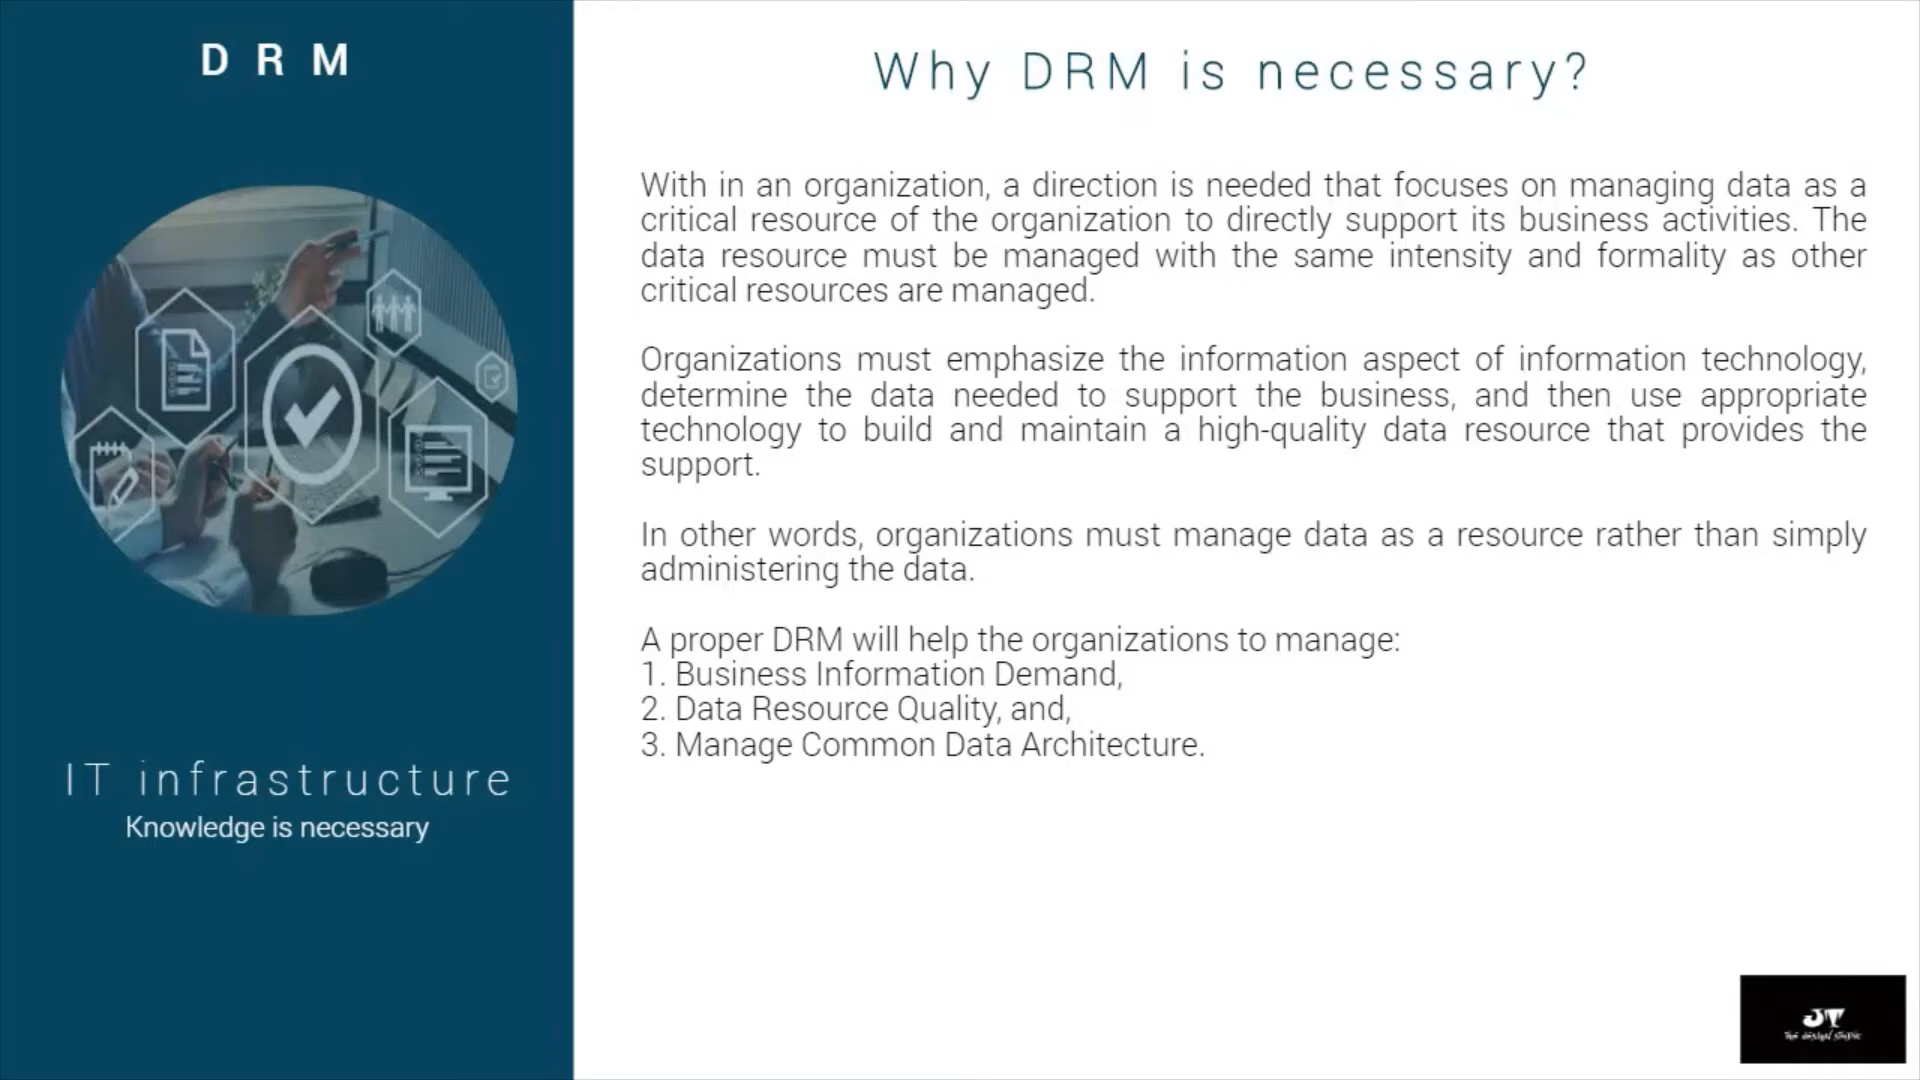 D R M
IT infrastructure
Knowledge is necessary
Why DRM is necessary?
With in an organization, a direction is needed that focuses on managing data as a
critical resource of the organization to directly support its business activities. The
data resource must be managed with the same intensity and formality as other
critical resources are managed.
Organizations must emphasize the information aspect of information technology,
determine the data needed to support the business, and then use appropriate
technology to build and maintain a high-quality data resource that provides the
support.
In other words, organizations must manage data as a resource rather than simply
administering the data.
A proper DRM will help the organizations to manage:
1. Business Information Demand,
2. Data Resource Quality, and,
3. Manage Common Data Architecture.
JT